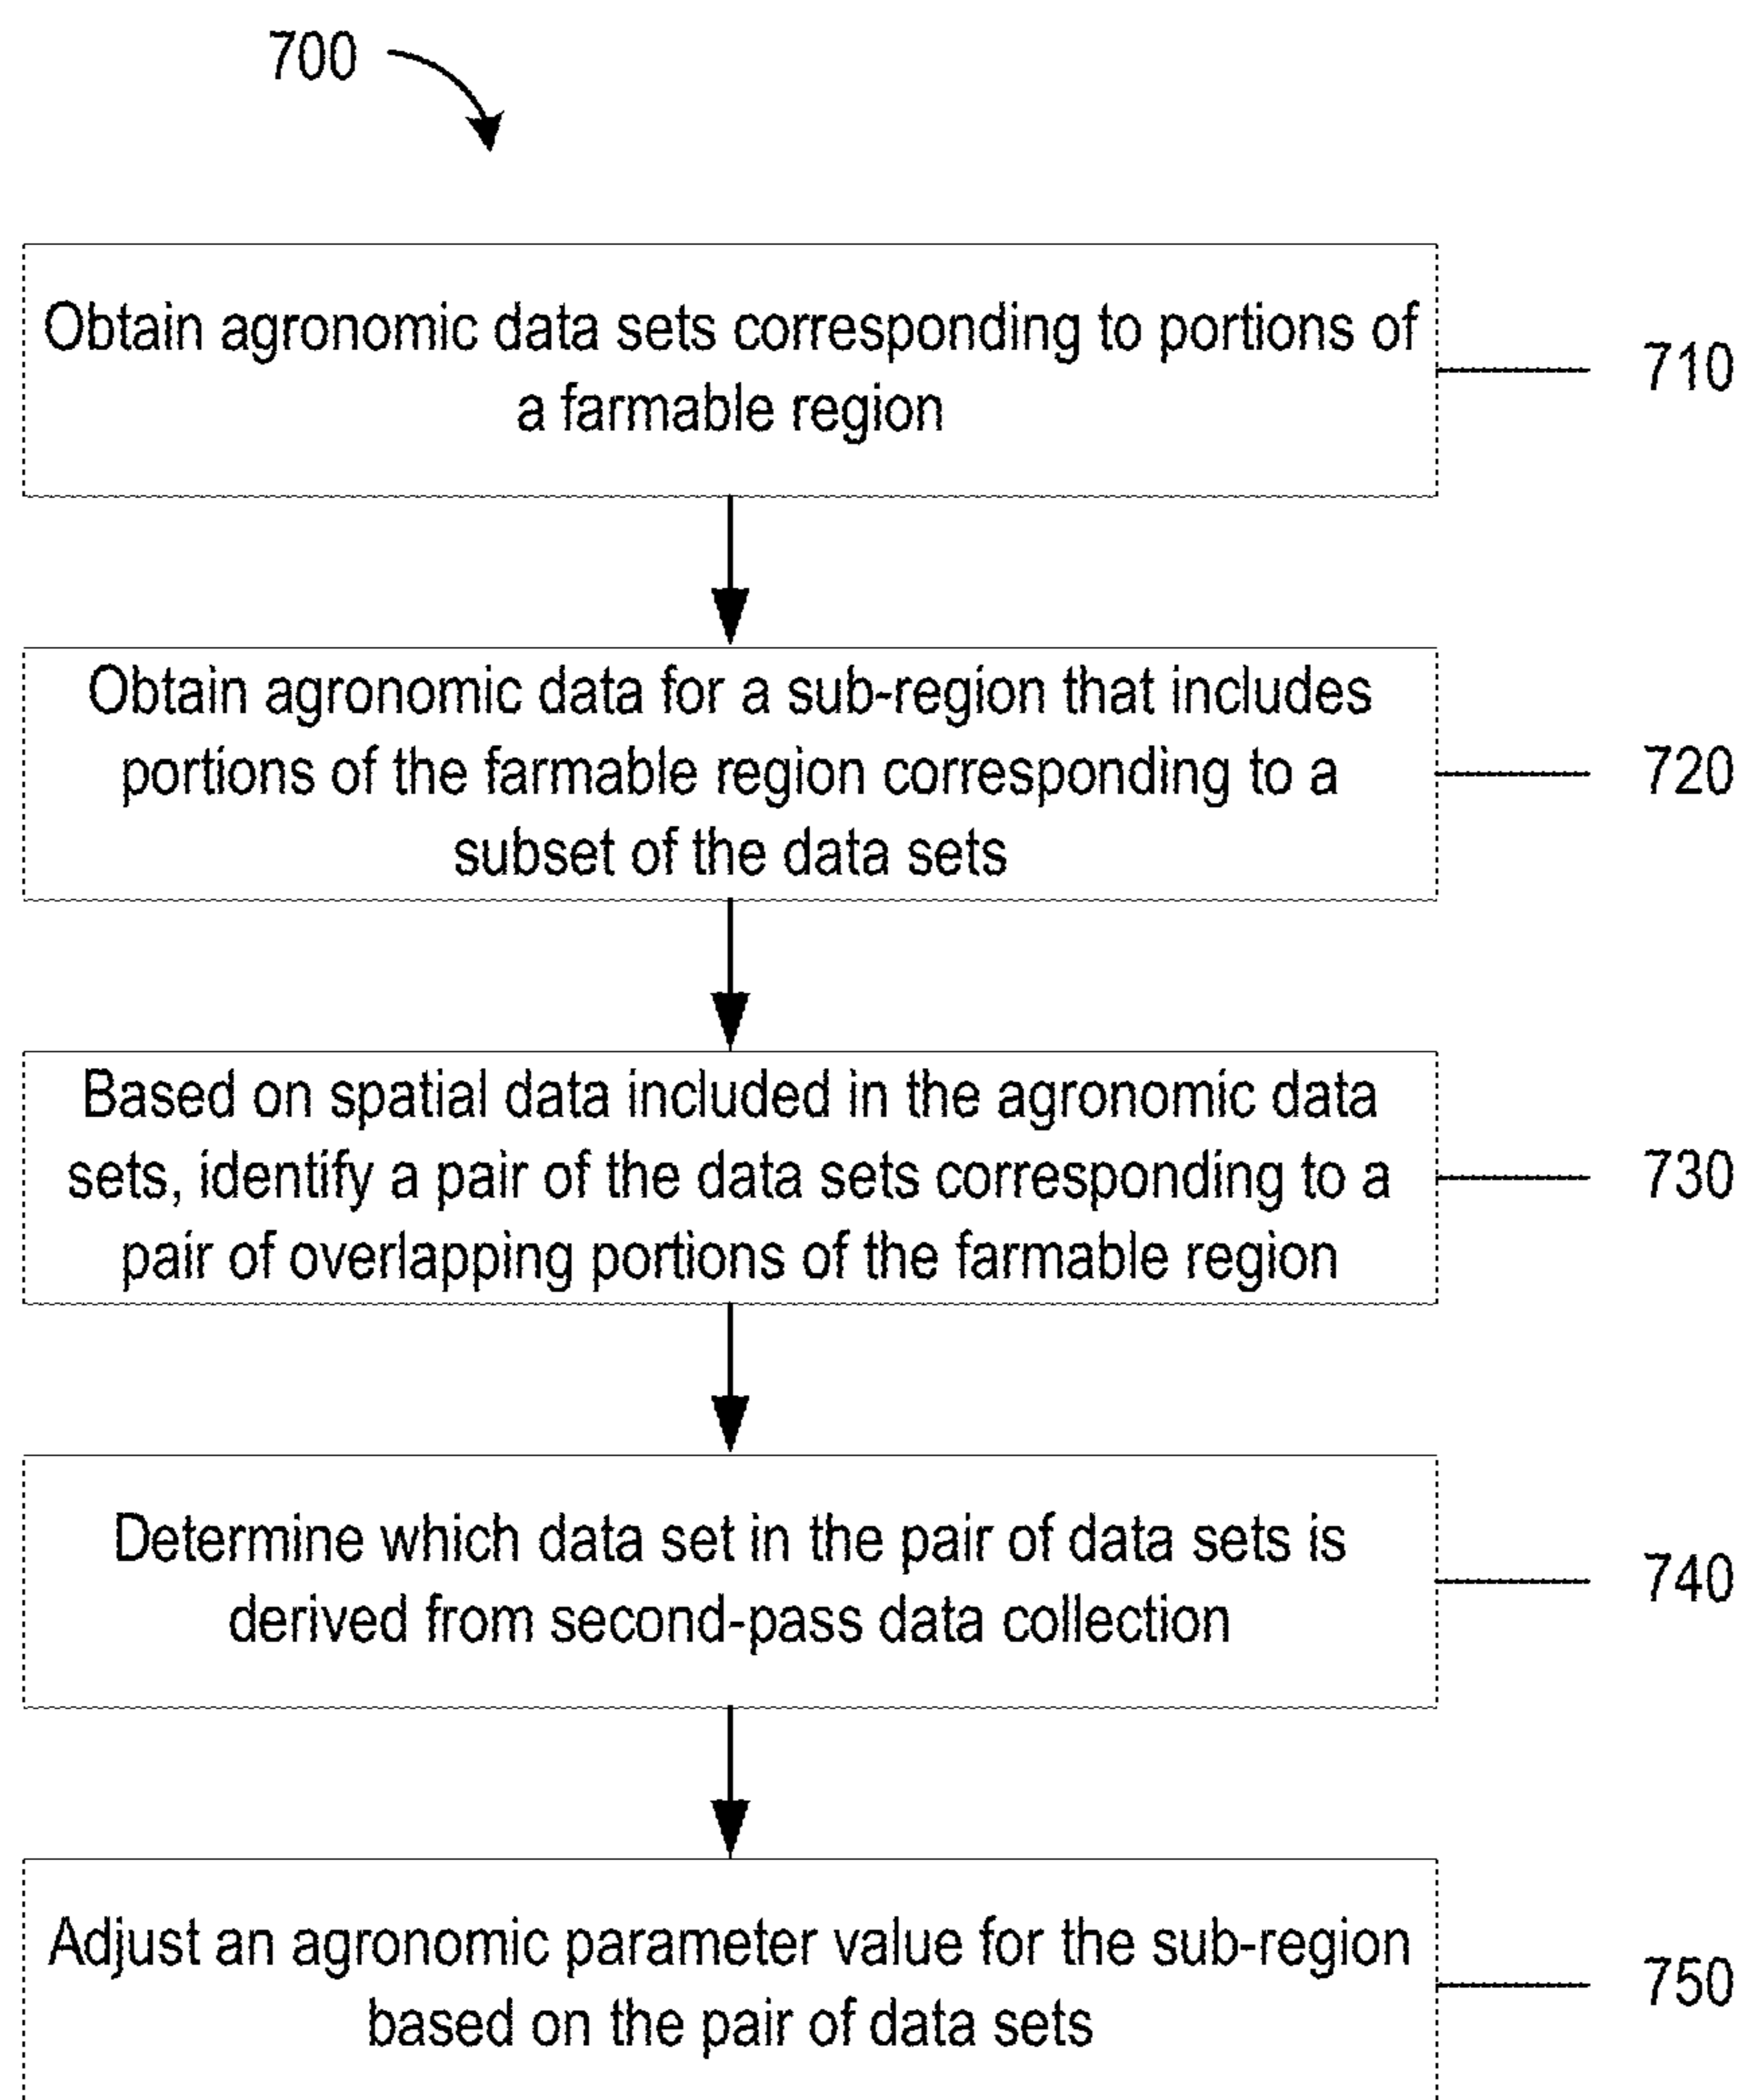 700
Obtain agronomic data sets corresponding to portions of
a farmable region
710
Obtain agronomic data for a sub-region that includes
portions of the farmable region corresponding to a
subset of the data sets
720
Based on spatial data included in the agronomic data
sets, identify a pair of the data sets corresponding to a
pair of overlapping portions of the farmable region
730
Determine which data set in the pair of data sets is
derived from second-pass data collection
740
Adjust an agronomic parameter value for the sub-region
based on the pair of data sets
750